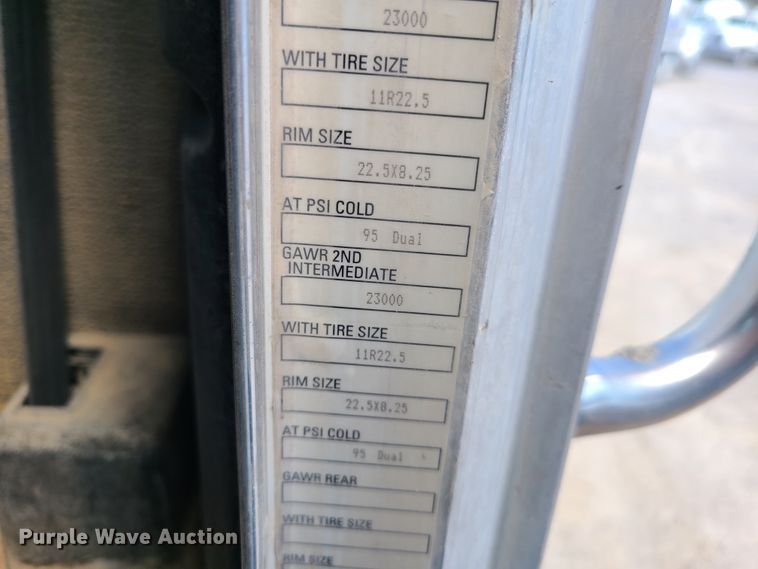 23000
WITH TIRE SIZE
11R22.5
RIM SIZE
22.5X8.25
AT PSI COLD
95 Dual
GAWR 2ND
INTERMEDIATE
23000
WITH TIRE SIZE
11R22.5
RIM SIZE
22.5X8.25
AT PSI COLD
95 Dual
GAWR REAR
WITH TIRE SIZE
RIM SIZE
Purple Wave Auction